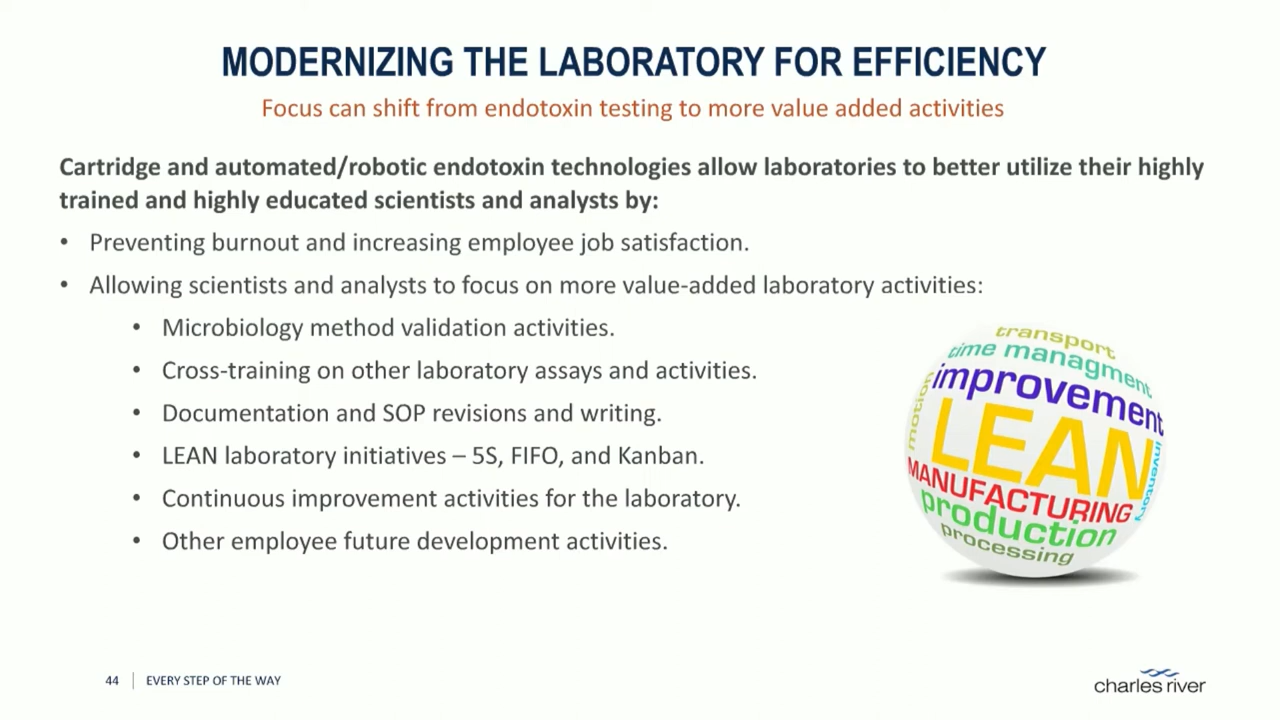 MODERNIZING THE LABORATORY FOR EFFICIENCY
Focus can shift from endotoxin testing to more value added activities
Cartridge and automated/robotic endotoxin technologies allow laboratories to better utilize their highly
trained and highly educated scientists and analysts by:
• Preventing burnout and increasing employee job satisfaction.
• Allowing scientists and analysts to focus on more value-added laboratory activities:
• Microbiology method validation activities.
• Cross-training on other laboratory assays and activities.
• Documentation and SOP revisions and writing.
• LEAN laboratory initiatives – 5S, FIFO, and Kanban.
• Continuous improvement activities for the laboratory.
• Other employee future development activities.
transport
time managment
improvement
motion
LEAN
inventory
MANUFACTURING
production
processing
44 EVERY STEP OF THE WAY
charles river